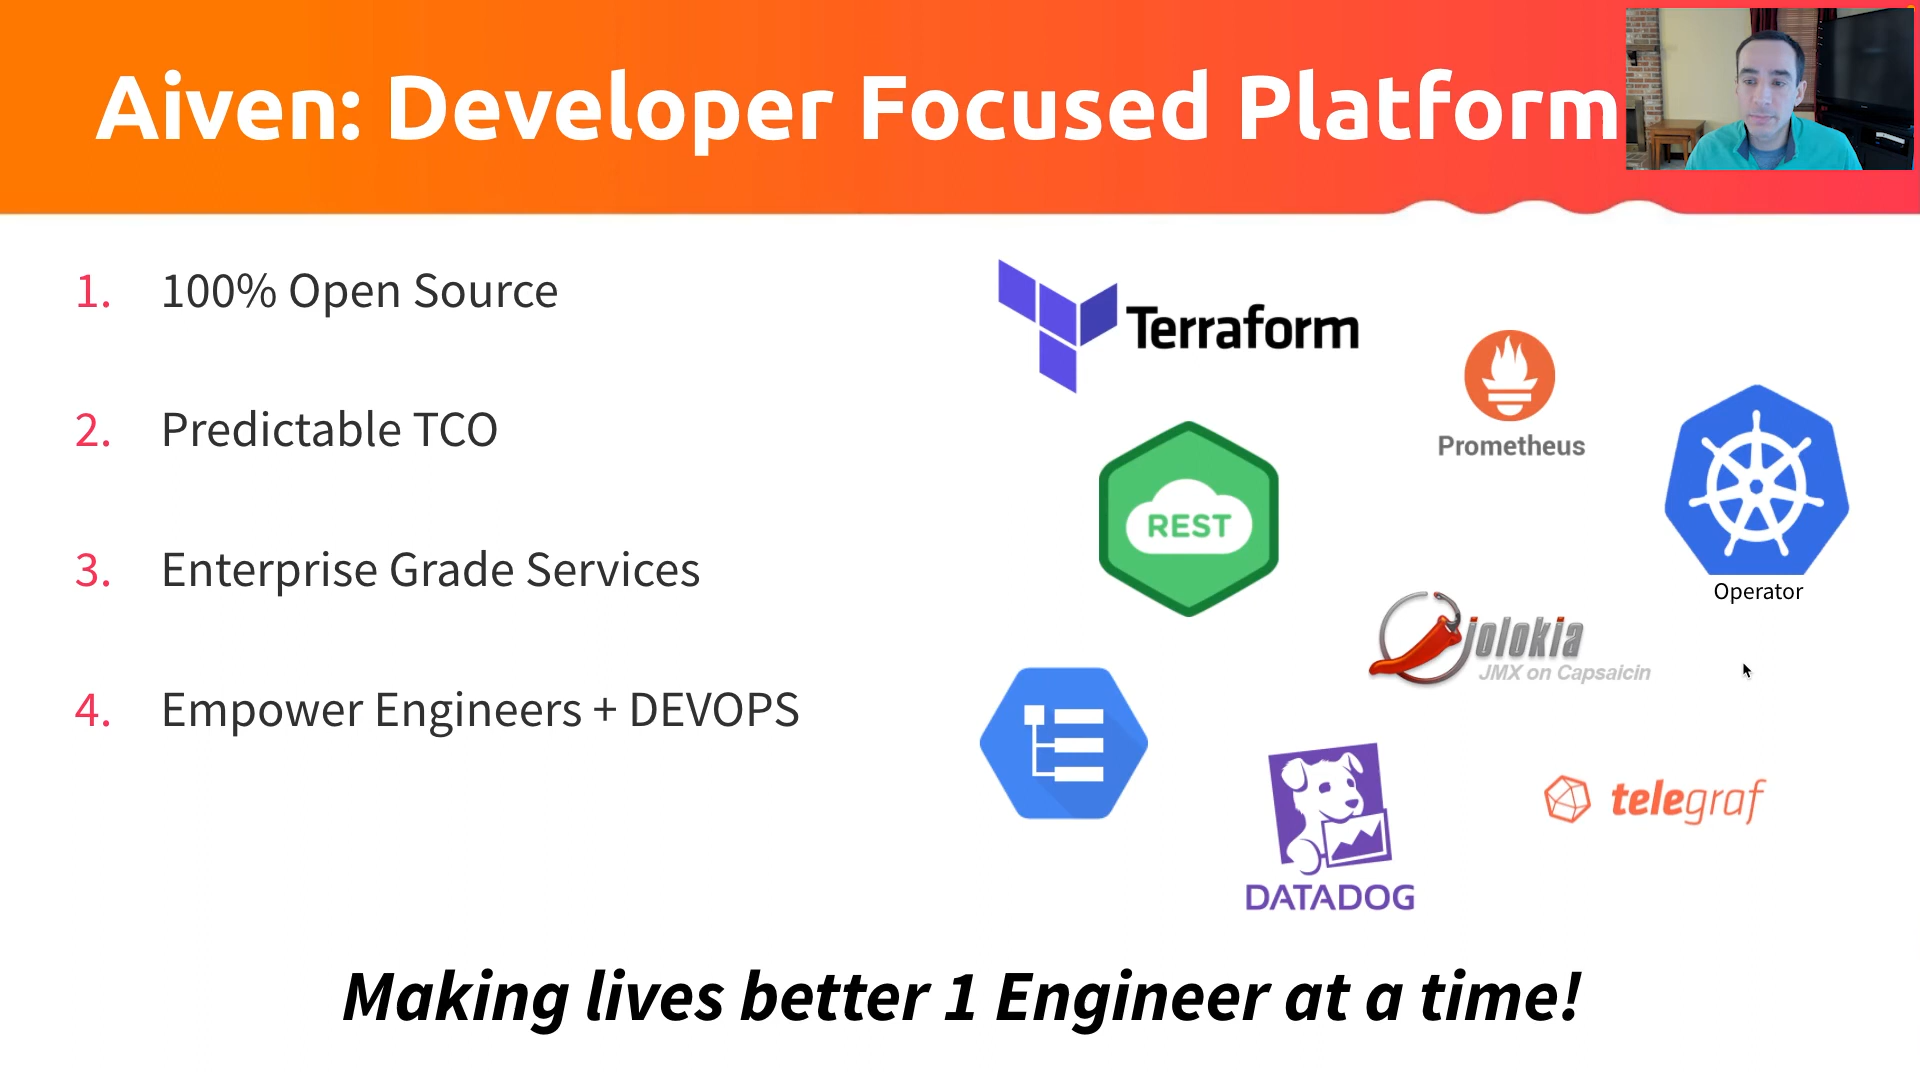 Aiven: Developer Focused Platform
1. 100% Open Source
2. Predictable TCO
3. Enterprise Grade Services
4. Empower Engineers + DEVOPS
Terraform
Prometheus
REST
Operator
jolokia
JMX on Capsaicin
DATADOG
telegraf
Making lives better 1 Engineer at a time!